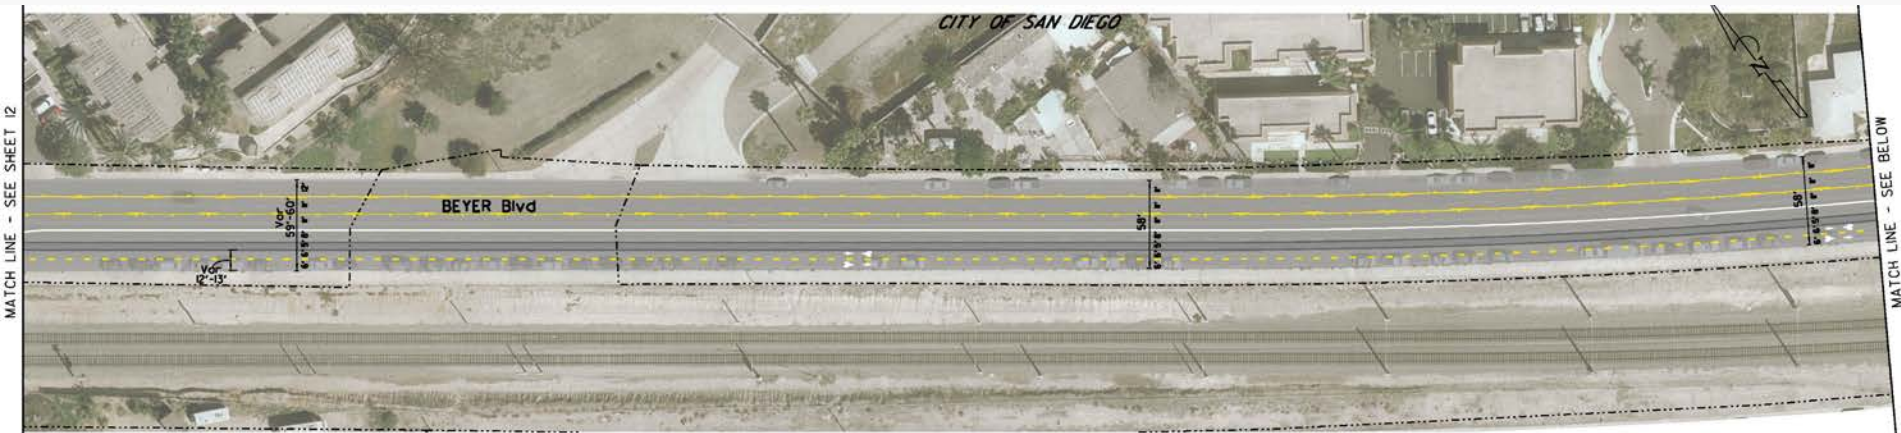 CITY OF SAN DIEGO
MATCH LINE - SEE SHEET 12
MATCH LINE - SEE BELOW
N
BEYER Blvd
Var
59'-60'
Var
12'-13'
58'
58'